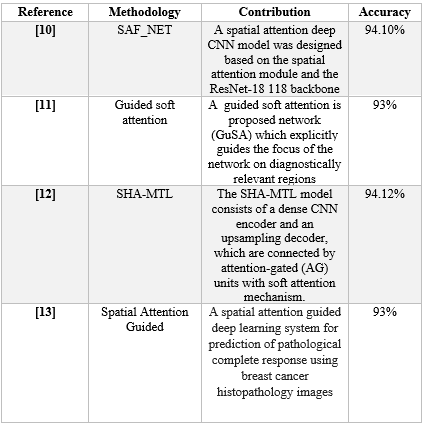 Reference Methodology Contribution Accuracy
[10] SAF_NET A spatial attention deep 94.10%
CNN model was designed
based on the spatial
attention module and the
ResNet-18 118 backbone
[11] Guided soft A guided soft attention is 93%
attention proposed network
(GuSA) which explicitly
guides the focus of the
network on diagnostically
relevant regions
[12] SHA-MTL The SHA-MTL model 94.12%
consists of a dense CNN
encoder and an
upsampling decoder,
which are connected by
attention-gated (AG)
units with soft attention
mechanism.
[13] Spatial Attention A spatial attention guided 93%
Guided deep learning system for
prediction of pathological
complete response using
breast cancer
histopathology images